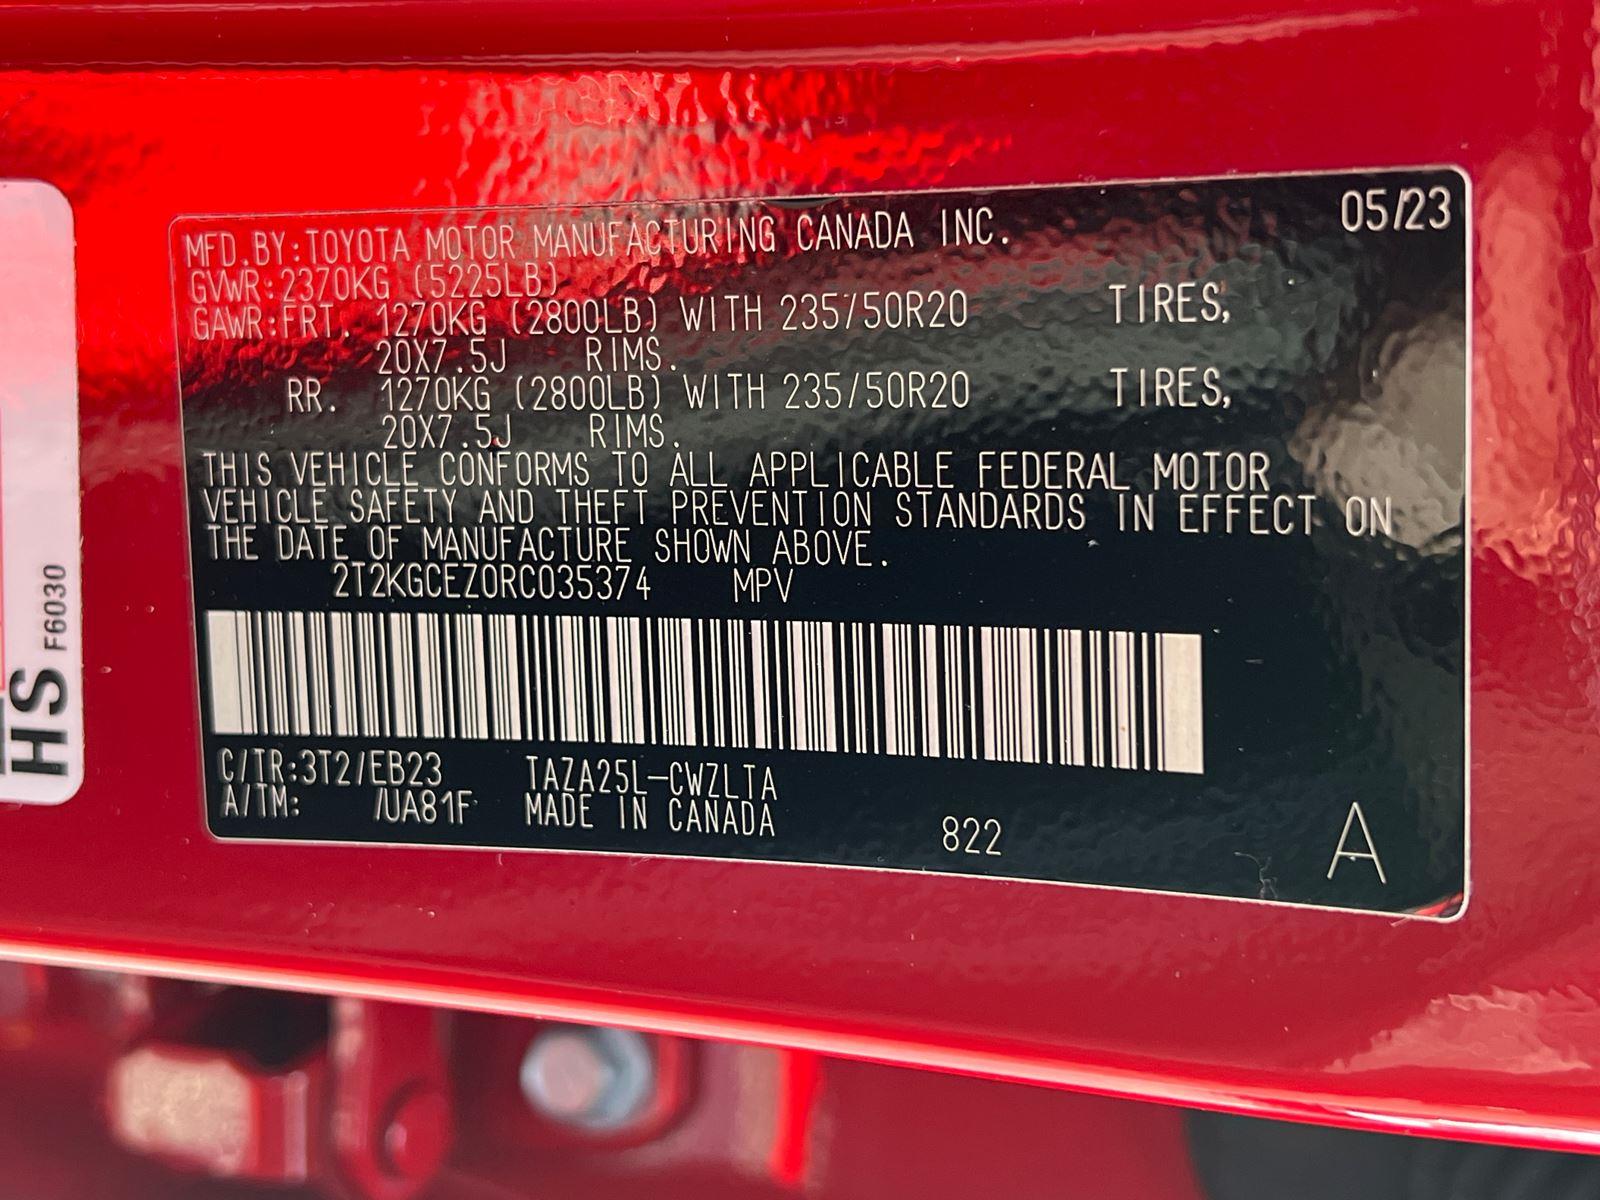 05/23
MFD.BY:TOYOTA MOTOR MANUFACTURING CANADA INC.
GVWR:2370KG (5225LB)
GAWR:FRT. 1270KG (2800LB) WITH 235/50R20 TIRES,
20X7.5J RIMS.
RR. 1270KG (2800LB) WITH 235/50R20 TIRES,
20X7.5J RIMS.
THIS VEHICLE CONFORMS TO ALL APPLICABLE FEDERAL MOTOR
VEHICLE SAFETY AND THEFT PREVENTION STANDARDS IN EFFECT ON
THE DATE OF MANUFACTURE SHOWN ABOVE.
2T2KGCEZ0RC035374 MPV
C/TR:3T2/EB23 TAZA25L-CWZLTA
A/TM: /UA81F MADE IN CANADA
822 A
HS F6030